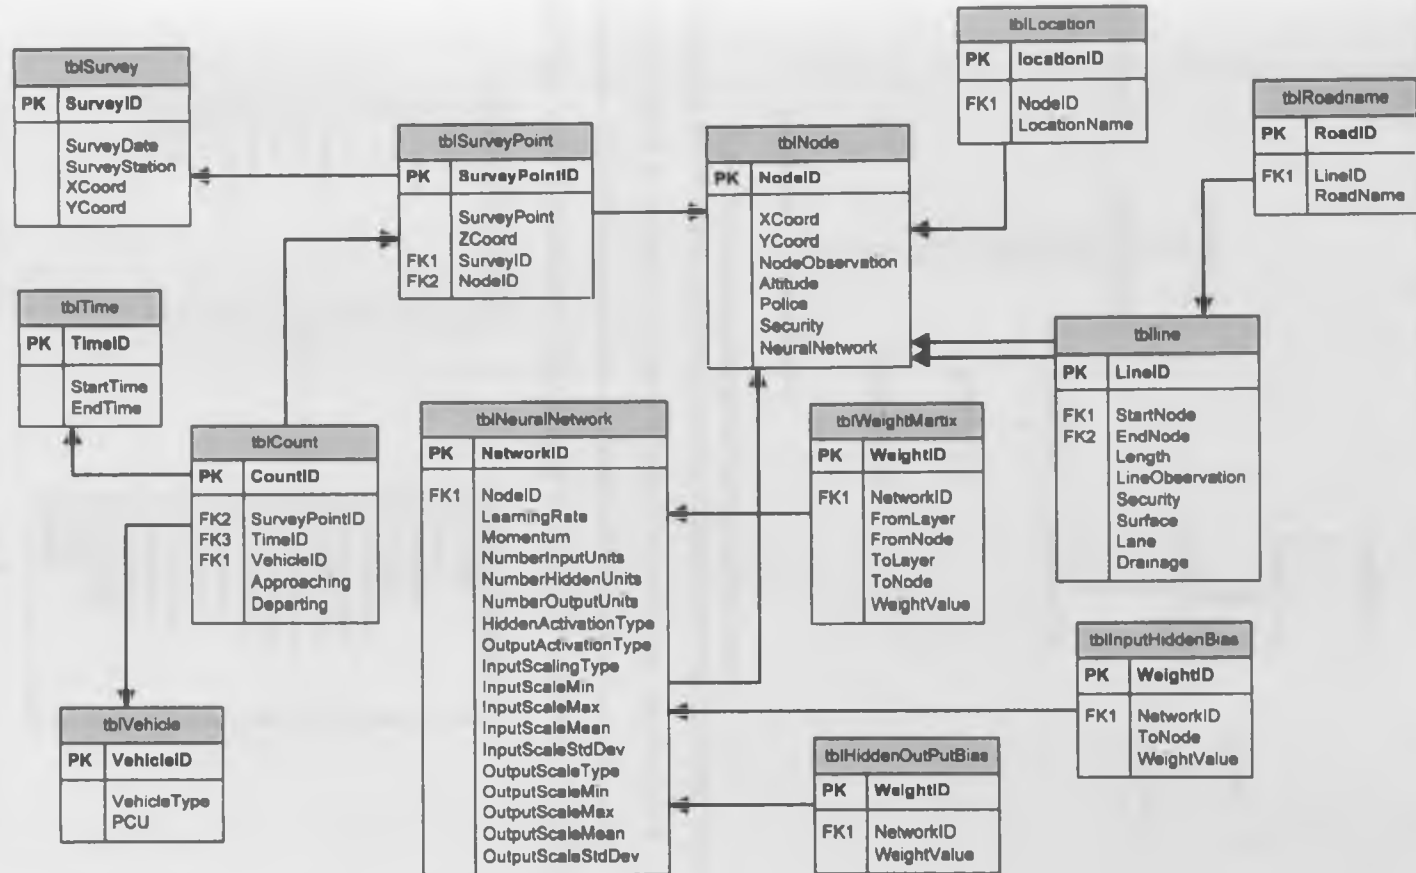 tblSurvey
PK SurveyID
SurveyDate
SurveyStation
XCoord
YCoord
tblSurveyPoint
PK SurveyPointID
SurveyPoint
ZCoord
FK1 SurveyID
FK2 NodeID
tblNode
PK NodeID
XCoord
YCoord
NodeObservation
Altitude
Police
Security
NeuralNetwork
tblLocation
PK locationID
FK1 NodeID
LocationName
tblRoadname
PK RoadID
FK1 LineID
RoadName
tblTime
PK TimeID
StartTime
EndTime
tblCount
PK CountID
FK2 SurveyPointID
FK3 TimeID
FK1 VehicleID
Approaching
Departing
tblNeuralNetwork
PK NetworkID
FK1 NodeID
LearningRate
Momentum
NumberInputUnits
NumberHiddenUnits
NumberOutputUnits
HiddenActivationType
OutputActivationType
InputScalingType
InputScaleMin
InputScaleMax
InputScaleMean
InputScaleStdDev
OutputScaleType
OutputScaleMin
OutputScaleMax
OutputScaleMean
OutputScaleStdDev
tblWeightMartix
PK WeightID
FK1 NetworkID
FromLayer
FromNode
ToLayer
ToNode
WeightValue
tblline
PK LineID
FK1 StartNode
FK2 EndNode
Length
LineObservation
Security
Surface
Lane
Drainage
tblInputHiddenBias
PK WeightID
FK1 NetworkID
ToNode
WeightValue
tblVehicle
PK VehicleID
VehicleType
PCU
tblHiddenOutPutBias
PK WeightID
FK1 NetworkID
WeightValue